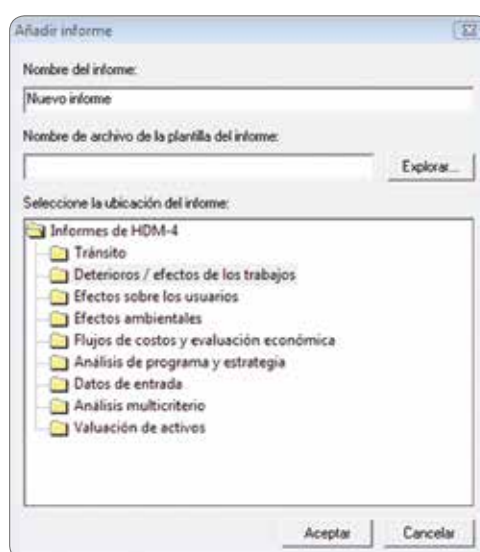 Añadir informe
Nombre del informe:
Nuevo informe
Nombre de archivo de la plantilla del informe:
Explorar...
Seleccione la ubicación del informe:
Informes de HDM-4
Tránsito
Deterioros / efectos de los trabajos
Efectos sobre los usuarios
Efectos ambientales
Flujos de costos y evaluación económica
Análisis de programa y estrategia
Datos de entrada
Análisis multicriterio
Valuación de activos
Aceptar Cancelar